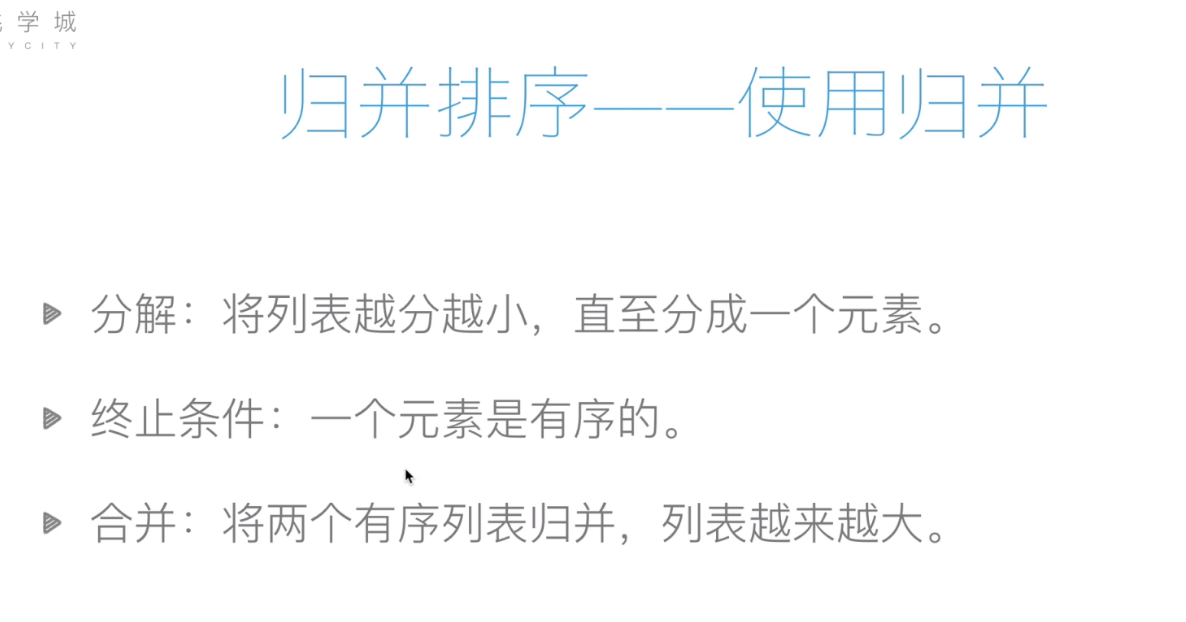 学城
YCITY
归并排序——使用归并
分解：将列表越分越小，直至分成一个元素。
终止条件：一个元素是有序的。
合并：将两个有序列表归并，列表越来越大。